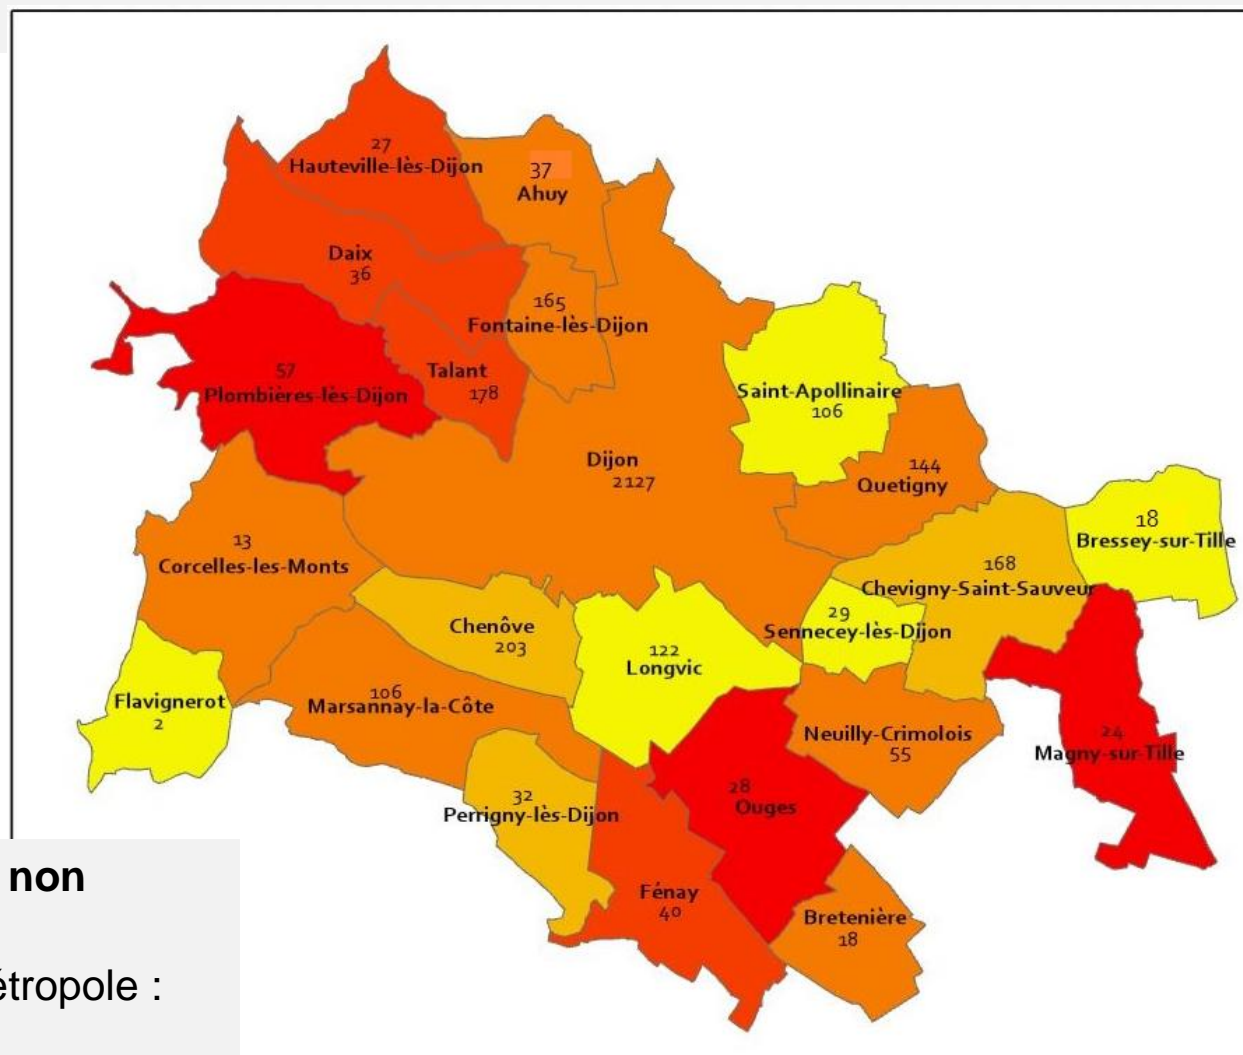 27
Hauteville-lès-Dijon
37
Ahuy
Daix
36
165
Fontaine-lès-Dijon
57
Plombières-lès-Dijon
Talant
178
Saint-Apollinaire
106
Dijon
2127
144
Quetigny
18
Bressey-sur-Tille
13
Corcelles-les-Monts
168
Chevigny-Saint-Sauveur
Chenôve
203
29
Sennecey-lès-Dijon
122
Longvic
Flavignerot
2
106
Marsannay-la-Côte
Neuilly-Crimolois
55
24
Magny-sur-Tille
32
Perrigny-lès-Dijon
28
Ouges
Fénay
40
Bretenière
18
non
étropole :